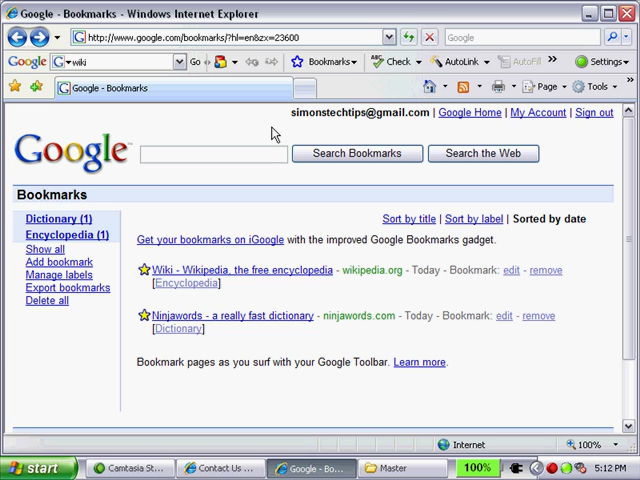 Google - Bookmarks - Windows Internet Explorer
http://www.google.com/bookmarks/?hl=en&zx=23600
Google
Google G wiki Go Bookmarks Check AutoLink AutoFill Settings
Google - Bookmarks Page Tools
simonstechtips@gmail.com | Google Home | My Account | Sign out
Google™ Search Bookmarks Search the Web
Bookmarks
Dictionary (1)
Encyclopedia (1)
Show all
Add bookmark
Manage labels
Export bookmarks
Delete all
Sort by title | Sort by label | Sorted by date
Get your bookmarks on iGoogle with the improved Google Bookmarks gadget.
Wiki - Wikipedia, the free encyclopedia - wikipedia.org - Today - Bookmark: edit - remove
[Encyclopedia]
Ninjawords - a really fast dictionary - ninjawords.com - Today - Bookmark: edit - remove
[Dictionary]
Bookmark pages as you surf with your Google Toolbar. Learn more.
Internet 100%
start Camtasia St... Contact Us ... Google - Bo... Master 100% 5:12 PM